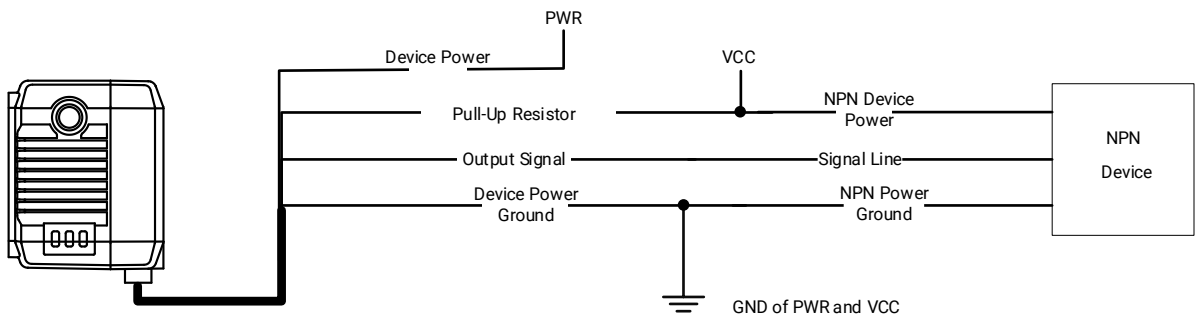 PWR
Device Power
VCC
Pull-Up Resistor
NPN Device
Power
Output Signal
Signal Line
NPN
Device
Device Power
Ground
NPN Power
Ground
GND of PWR and VCC